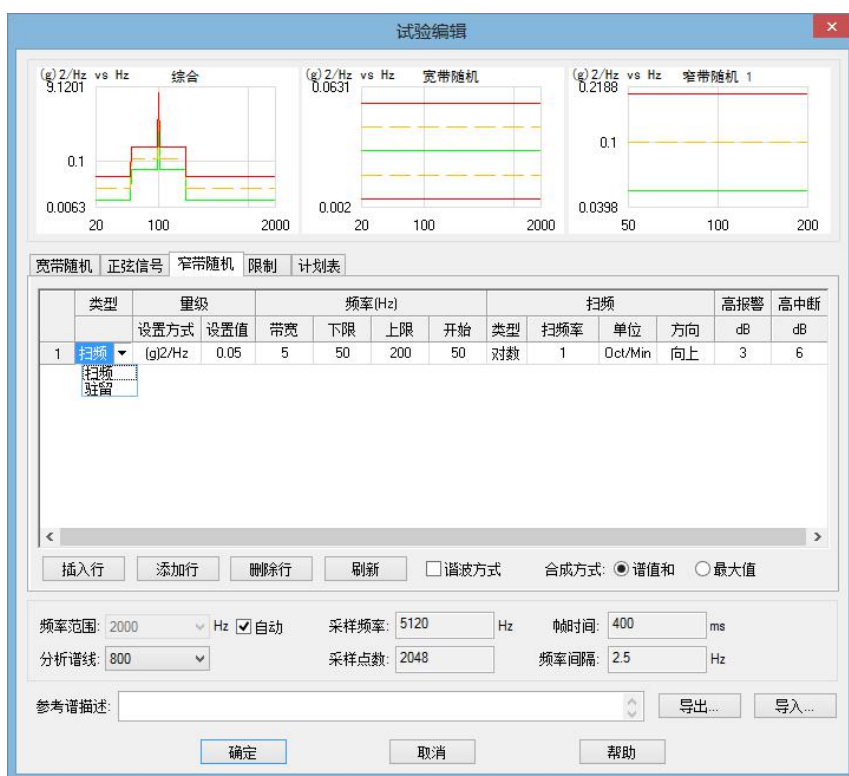 试验编辑
(g)2/Hz vs Hz 综合
9.1201
0.1
0.0063
20 100 2000
(g)2/Hz vs Hz 宽带随机
0.0631
0.002
20 100 2000
(g)2/Hz vs Hz 窄带随机 1
0.2188
0.1
0.0398
50 100 200
宽带随机 正弦信号 窄带随机 限制 计划表
类型 量级 频率(Hz) 扫频 高报警 高中断
设置方式 设置值 带宽 下限 上限 开始 类型 扫频率 单位 方向 dB dB
1 扫频 (g)2/Hz 0.05 5 50 200 50 对数 1 Oct/Min 向上 3 6
扫频
驻留
插入行 添加行 删除行 刷新 谐波方式 合成方式: 谱值和 最大值
频率范围: 2000 Hz 自动 采样频率: 5120 Hz 帧时间: 400 ms
分析谱线: 800 采样点数: 2048 频率间隔: 2.5 Hz
参考谱描述: 导出... 导入...
确定 取消 帮助